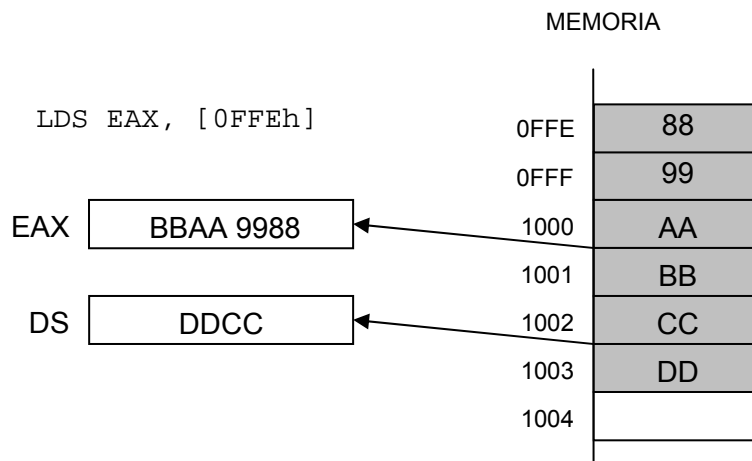 MEMORIA
LDS EAX, [0FFEh]
0FFE 88
0FFF 99
EAX BBAA 9988 1000 AA
1001 BB
DS DDCC 1002 CC
1003 DD
1004